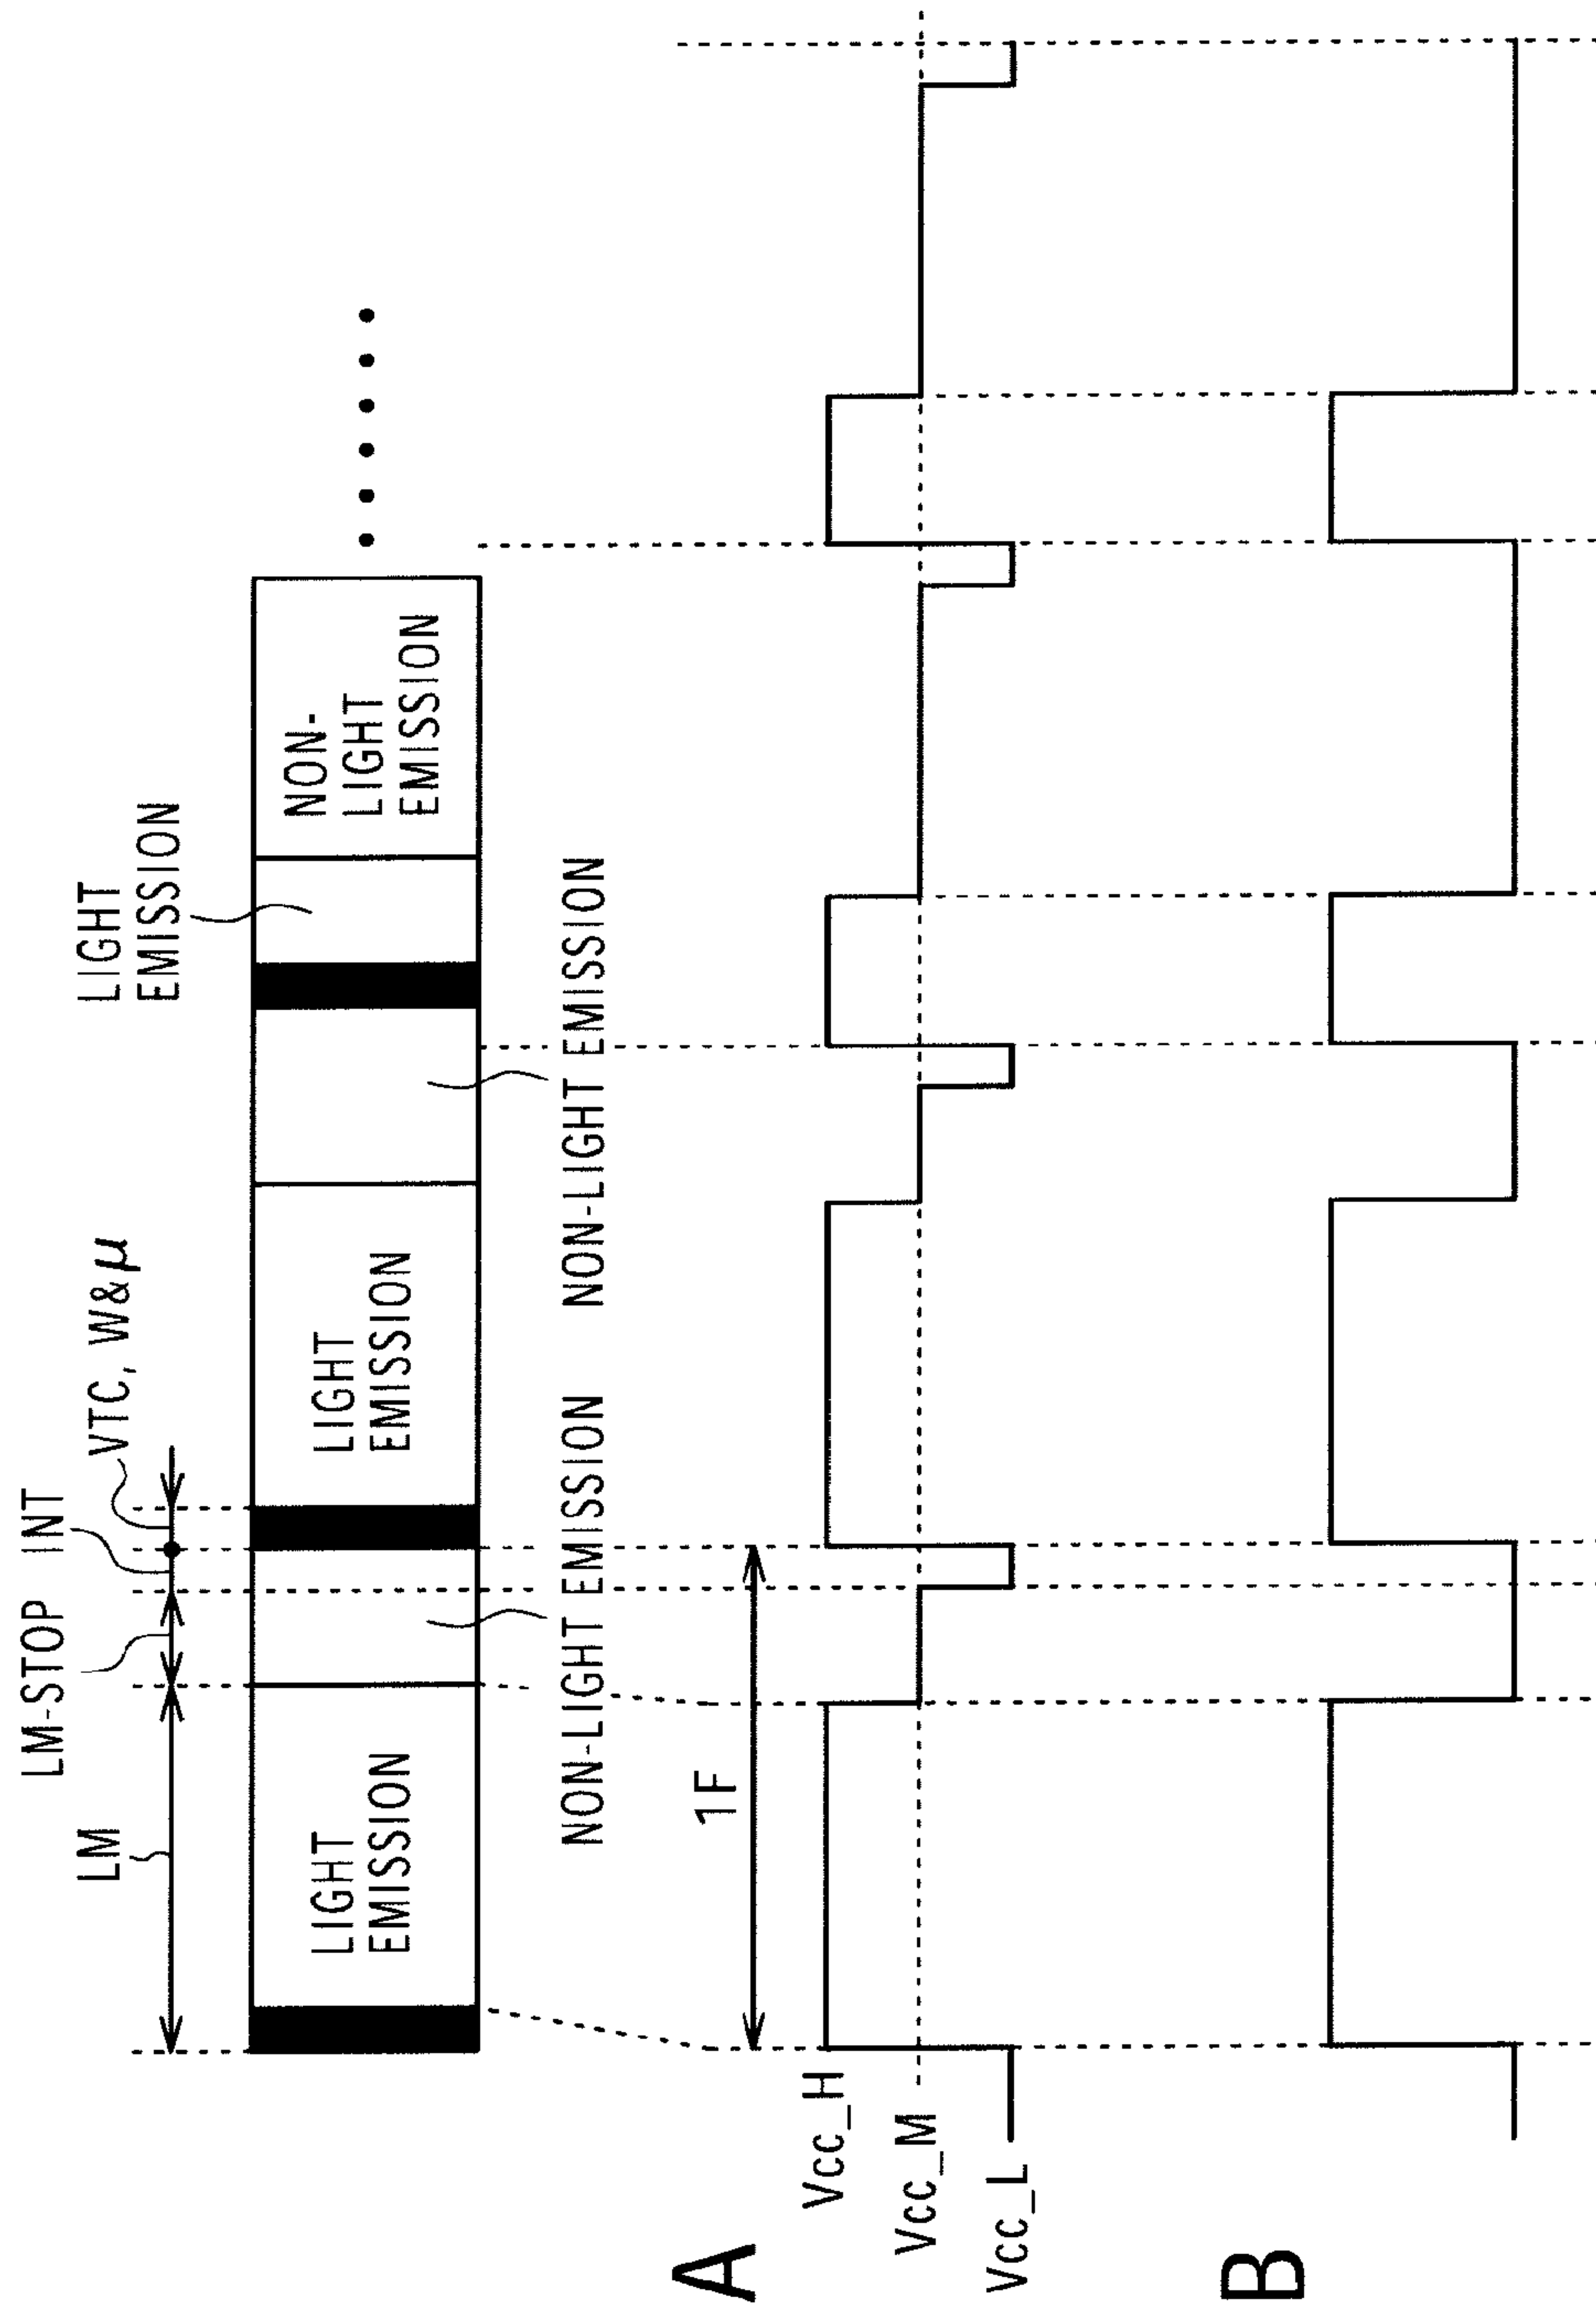 LM
LM-STOP
INT
VTC, W&μ
LIGHT
EMISSION
LIGHT
EMISSION
LIGHT
EMISSION
NON-
LIGHT
EMISSION
NON-LIGHT EMISSION
NON-LIGHT EMISSION
A
1F
Vcc_H
Vcc_M
Vcc_L
B